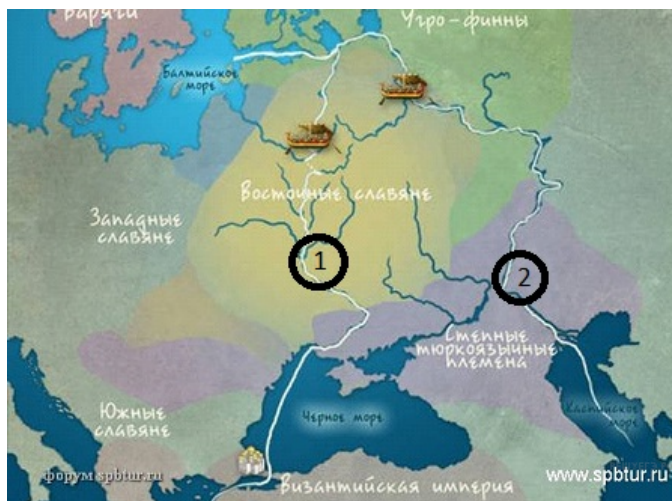 Варяги
Угро-финны
Балтийское
море
Восточные славяне
Западные
славяне
1
2
Степные
тюркоязычные
племена
Южные
славяне
Черное море
Каспийское
море
форум spbtur.ru
www.spbtur.ru
Византийская империя